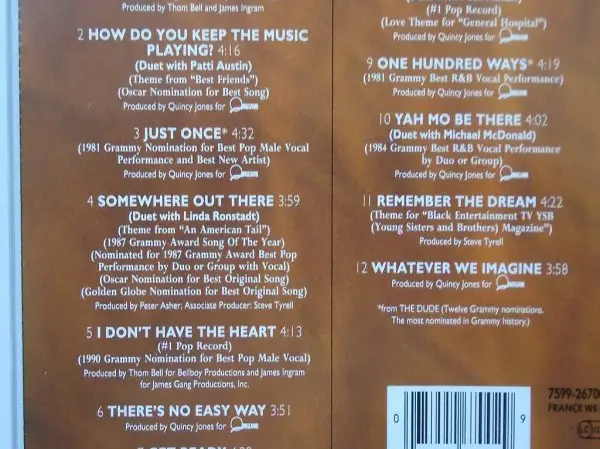 Produced by Thom Bell and James Ingram
2 HOW DO YOU KEEP THE MUSIC
PLAYING? 4:16
(Duet with Patti Austin)
(Theme from "Best Friends")
(Oscar Nomination for Best Song)
Produced by Quincy Jones for
3 JUST ONCE* 4:32
(1981 Grammy Nomination for Best Pop Male Vocal
Performance and Best New Artist)
Produced by Quincy Jones for
4 SOMEWHERE OUT THERE 3:59
(Duet with Linda Ronstadt)
(Theme from "An American Tail")
(1987 Grammy Award Song Of The Year)
(Nominated for 1987 Grammy Award Best Pop
Performance by Duo or Group with Vocal)
(Oscar Nomination for Best Original Song)
(Golden Globe Nomination for Best Original Song)
Produced by Peter Asher; Associate Producer: Steve Tyrell
5 I DON'T HAVE THE HEART 4:13
(#1 Pop Record)
(1990 Grammy Nomination for Best Pop Male Vocal)
Produced by Thom Bell for Bellboy Productions and James Ingram
for James Gang Productions, Inc.
6 THERE'S NO EASY WAY 3:51
Produced by Quincy Jones for
(#1 Pop Record)
(Love Theme for "General Hospital")
Produced by Quincy Jones for
9 ONE HUNDRED WAYS* 4:19
(1981 Grammy Best R&B Vocal Performance)
Produced by Quincy Jones for
10 YAH MO BE THERE 4:02
(Duet with Michael McDonald)
(1984 Grammy Best R&B Vocal Performance
by Duo or Group)
Produced by Quincy Jones for
11 REMEMBER THE DREAM 4:22
(Theme for "Black Entertainment TV YSB
(Young Sisters and Brothers) Magazine")
Produced by Steve Tyrell
12 WHATEVER WE IMAGINE 3:58
Produced by Quincy Jones for
*from THE DUDE (Twelve Grammy nominations.
The most nominated in Grammy history.)
7599-2670
FRANCE WE
0 9
LC